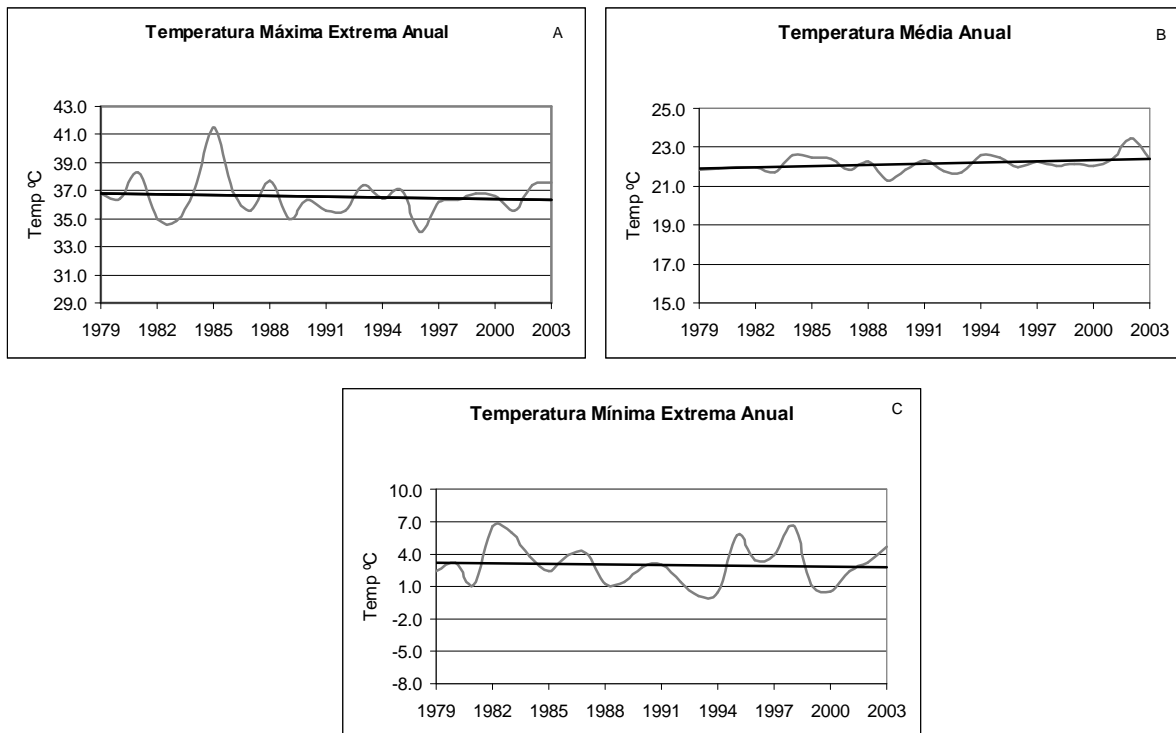 Temperatura Máxima Extrema Anual
A
Temp ºC
43.0
41.0
39.0
37.0
35.0
33.0
31.0
29.0
1979 1982 1985 1988 1991 1994 1997 2000 2003
Temperatura Média Anual
B
Temp ºC
25.0
23.0
21.0
19.0
17.0
15.0
1979 1982 1985 1988 1991 1994 1997 2000 2003
Temperatura Mínima Extrema Anual
C
Temp ºC
10.0
7.0
4.0
1.0
-2.0
-5.0
-8.0
1979 1982 1985 1988 1991 1994 1997 2000 2003